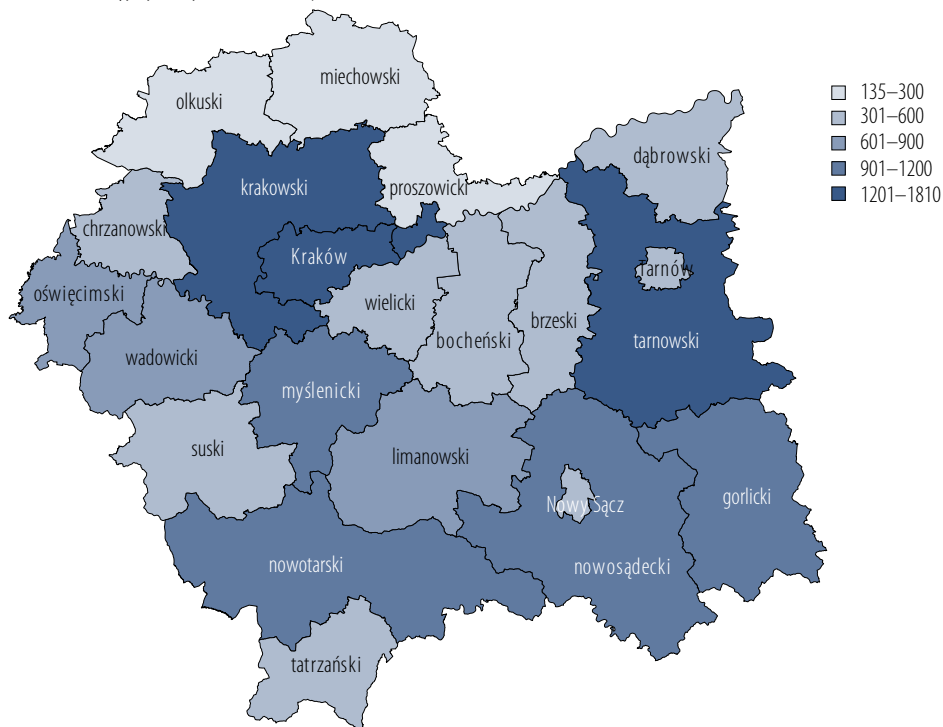 miechowski
olkuski
135–300
301–600
601–900
901–1200
1201–1810
dąbrowski
krakowski
proszowicki
chrzanowski
Kraków
Tarnów
oświęcimski
wielicki
brzeski
bocheński
tarnowski
wadowicki
myślenicki
suski
limanowski
gorlicki
Nowy Sącz
nowotarski
nowosądecki
tatrzański